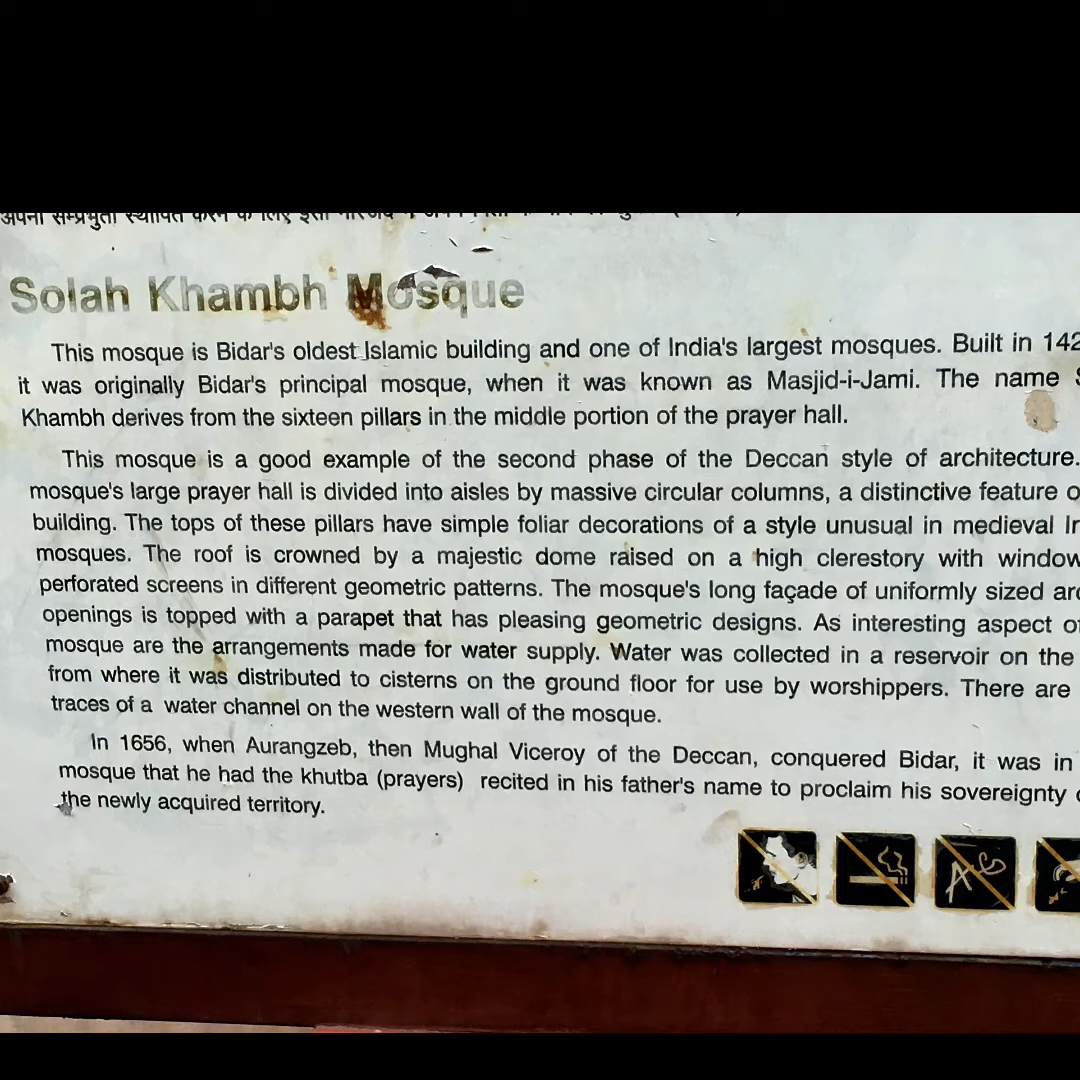 अपनी सम्प्रभुता स्थापित करने के लिए इसी
Solah Khambh Mosque
This mosque is Bidar's oldest Islamic building and one of India's largest mosques. Built in 142
it was originally Bidar's principal mosque, when it was known as Masjid-i-Jami. The name
Khambh derives from the sixteen pillars in the middle portion of the prayer hall.
This mosque is a good example of the second phase of the Deccan style of architecture.
mosque's large prayer hall is divided into aisles by massive circular columns, a distinctive feature o
building. The tops of these pillars have simple foliar decorations of a style unusual in medieval
mosques. The roof is crowned by a majestic dome raised on a high clerestory with window
perforated screens in different geometric patterns. The mosque's long façade of uniformly sized
openings is topped with a parapet that has pleasing geometric designs. As interesting aspect of
mosque are the arrangements made for water supply. Water was collected in a reservoir on the
from where it was distributed to cisterns on the ground floor for use by worshippers. There are
traces of a water channel on the western wall of the mosque.
In 1656, when Aurangzeb, then Mughal Viceroy of the Deccan, conquered Bidar, it was in
mosque that he had the khutba (prayers) recited in his father's name to proclaim his sovereignty
the newly acquired territory.